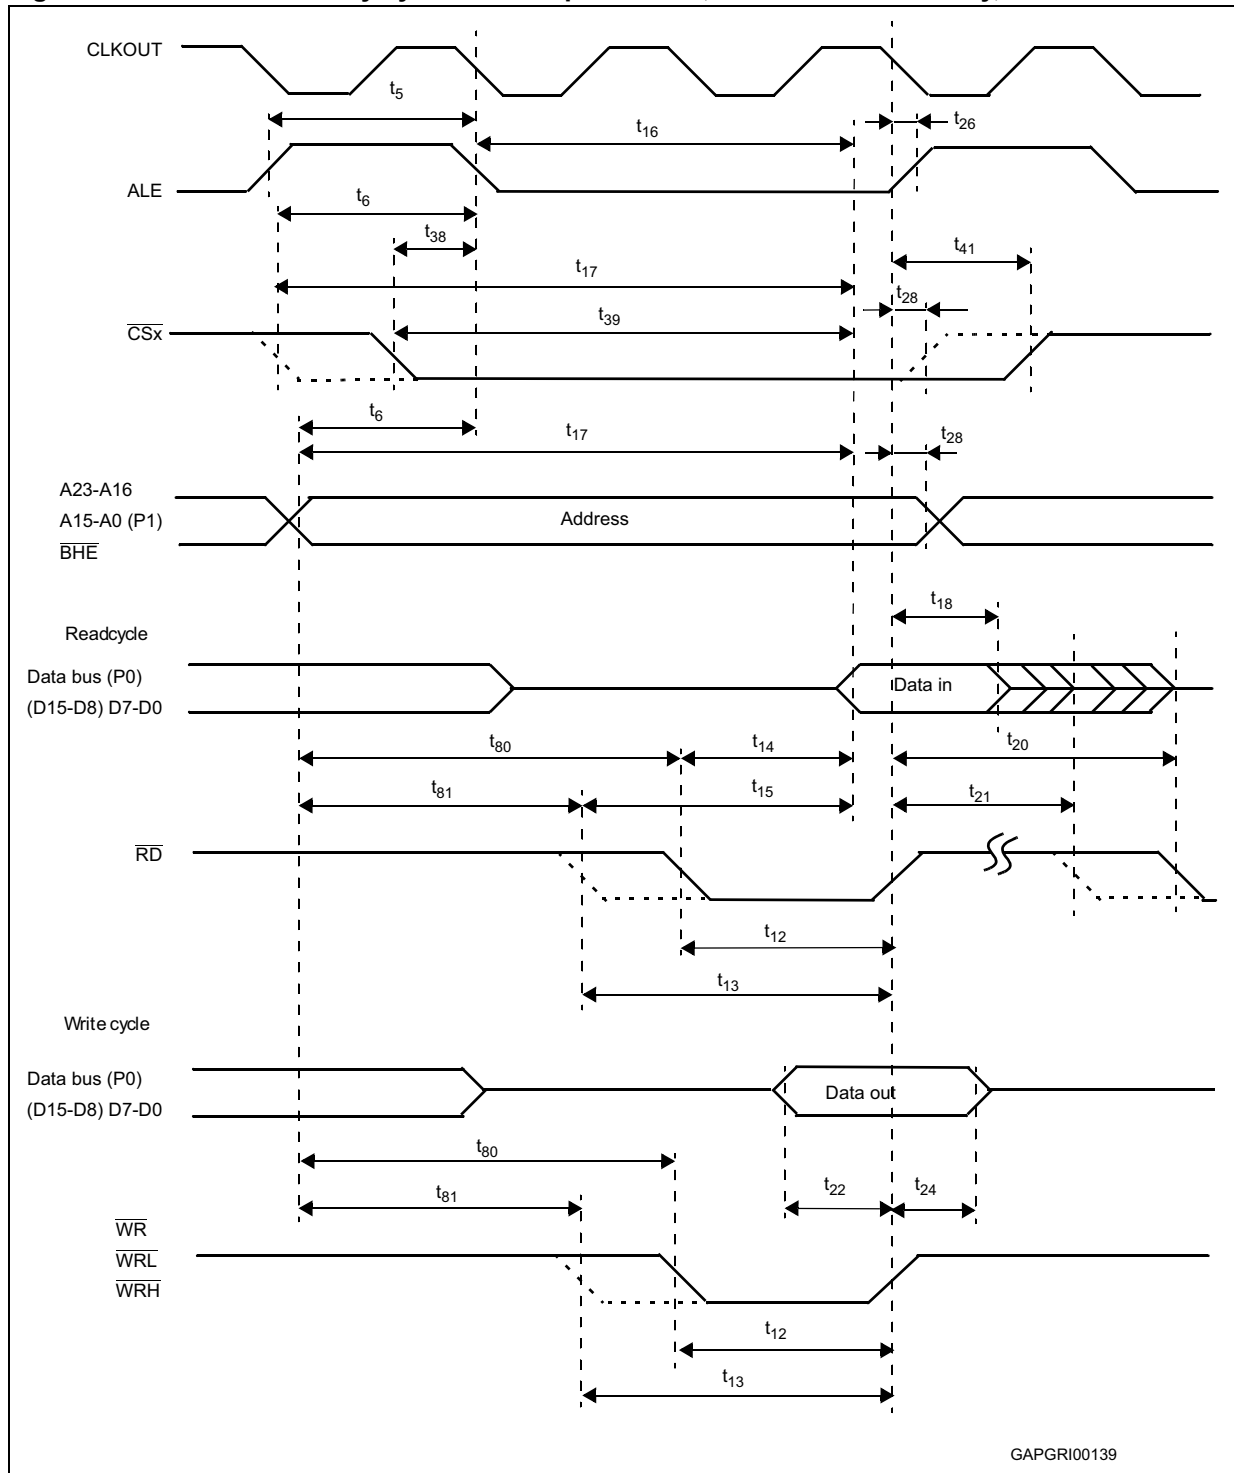 CLKOUT
t5
t16
t26
ALE
t6
t38
t41
t17
t28
CSx
t39
t6
t17
t28
A23-A16
A15-A0 (P1)
Address
BHE
t18
Readcycle
Data bus (P0)
Data in
(D15-D8) D7-D0
t80
t14
t20
t81
t15
t21
RD
t12
t13
Write cycle
Data bus (P0)
Data out
(D15-D8) D7-D0
t80
t81
t22
t24
WR
WRL
WRH
t12
t13
GAPGRI00139